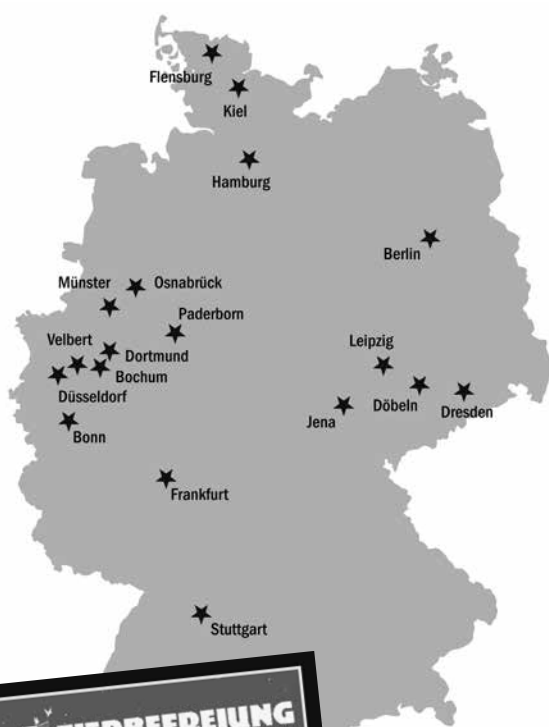 Flensburg
Kiel
Hamburg
Berlin
Münster
Osnabrück
Paderborn
Velbert
Dortmund
Bochum
Düsseldorf
Bonn
Leipzig
Döbeln
Dresden
Jena
Frankfurt
Stuttgart